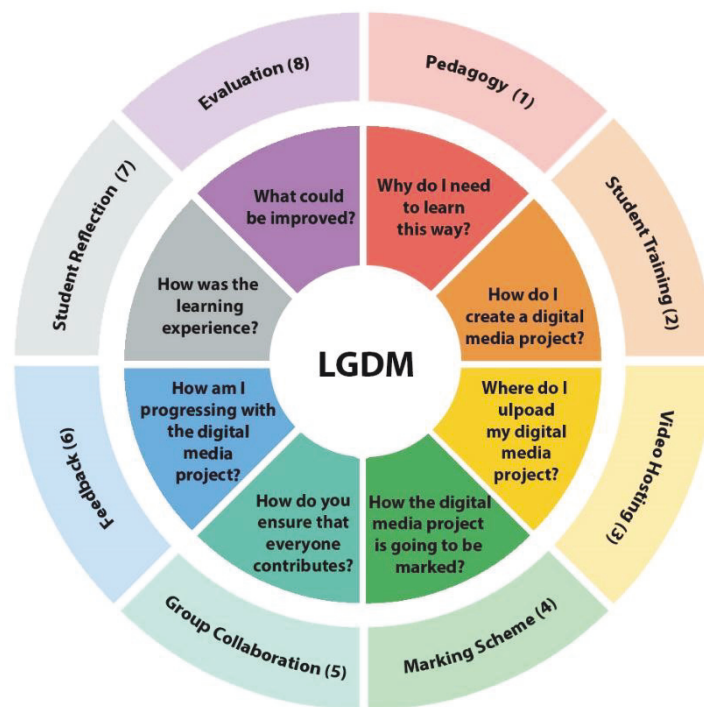 Pedagogy (1)
Why do I need
to learn
this way?
Student Training (2)
How do I
create a digital
media project?
Video Hosting (3)
Where do I
ulpoad
my digital
media
project?
Marking Scheme (4)
How the digital
media project
is going to be
marked?
Group Collaboration (5)
How do you
ensure that
everyone
contributes?
Feedback (6)
How am I
progressing with
the digital
media
project?
Student Reflection (7)
How was the
learning
experience?
Evaluation (8)
What could
be improved?
LGDM